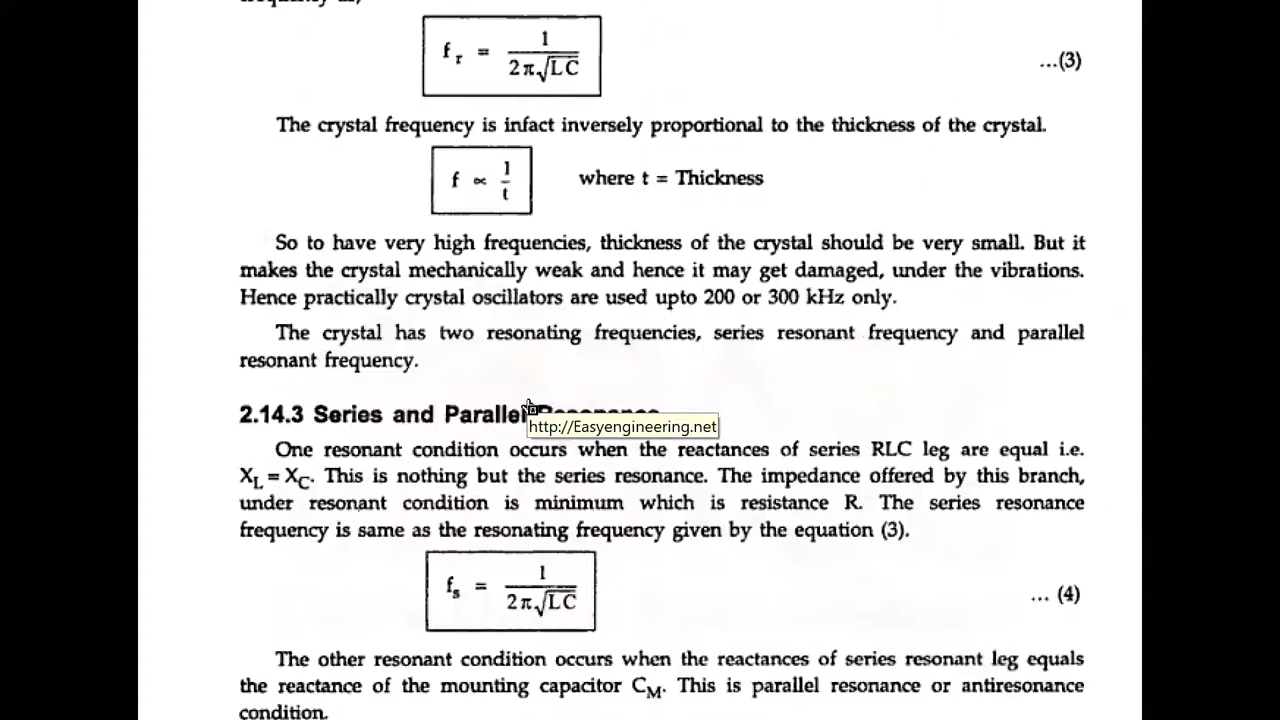 f_r = 1 / 2π√LC ...(3)
The crystal frequency is infact inversely proportional to the thickness of the crystal.
f ∝ 1 / t where t = Thickness
So to have very high frequencies, thickness of the crystal should be very small. But it
makes the crystal mechanically weak and hence it may get damaged, under the vibrations.
Hence practically crystal oscillators are used upto 200 or 300 kHz only.
The crystal has two resonating frequencies, series resonant frequency and parallel
resonant frequency.
2.14.3 Series and Parallel
http://Easyengineering.net
One resonant condition occurs when the reactances of series RLC leg are equal i.e.
X_L = X_C. This is nothing but the series resonance. The impedance offered by this branch,
under resonant condition is minimum which is resistance R. The series resonance
frequency is same as the resonating frequency given by the equation (3).
f_s = 1 / 2π√LC ... (4)
The other resonant condition occurs when the reactances of series resonant leg equals
the reactance of the mounting capacitor C_M. This is parallel resonance or antiresonance
condition.